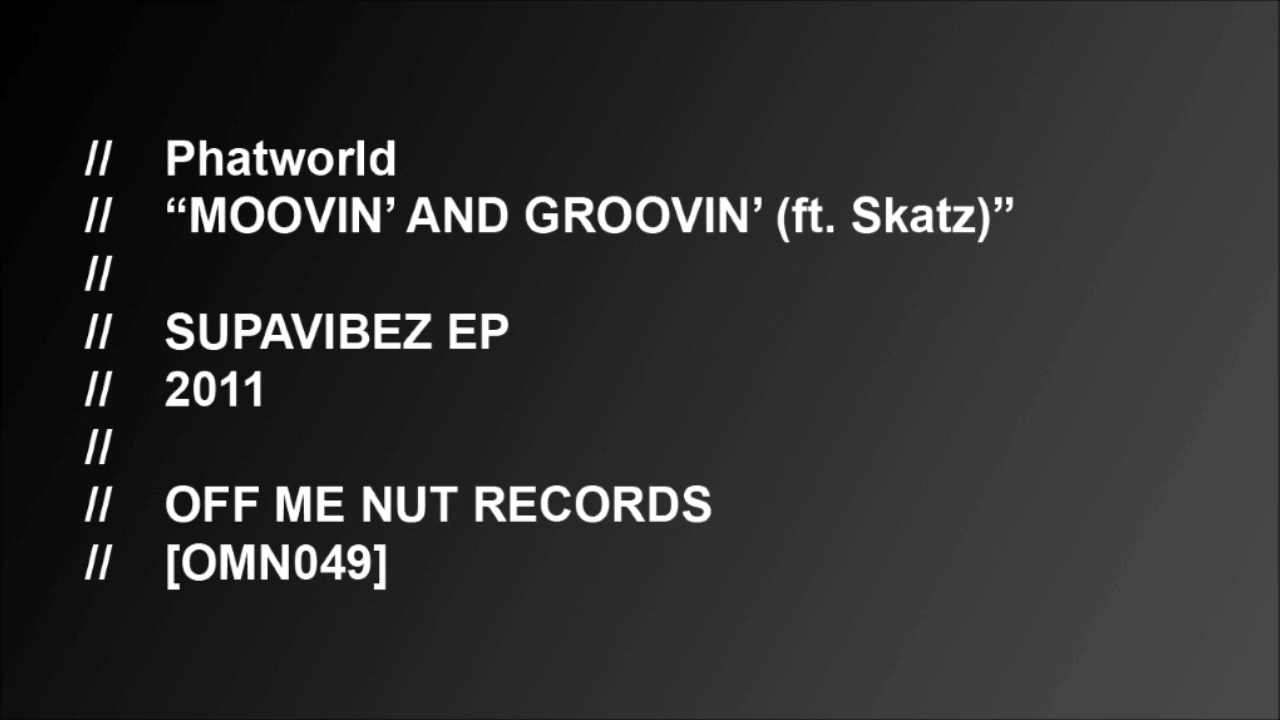 // Phatworld
// “MOOVIN’ AND GROOVIN’ (ft. Skatz)”
//
// SUPAVIBEZ EP
// 2011
//
// OFF ME NUT RECORDS
// [OMN049]